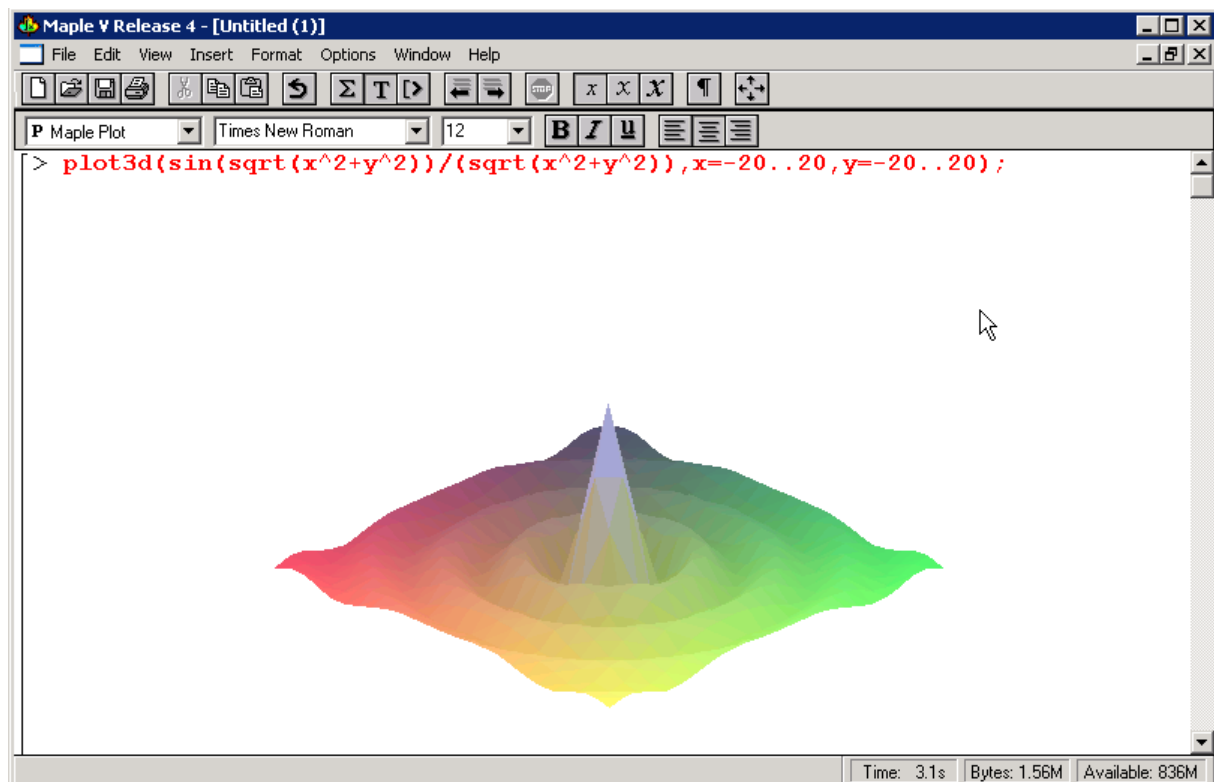 Maple V Release 4 - [Untitled (1)]
File Edit View Insert Format Options Window Help
Σ T [> STOP x x x ¶
P Maple Plot Times New Roman 12 B I u
[> plot3d(sin(sqrt(x^2+y^2))/(sqrt(x^2+y^2)),x=-20..20,y=-20..20);
Time: 3.1s Bytes: 1.56M Available: 836M